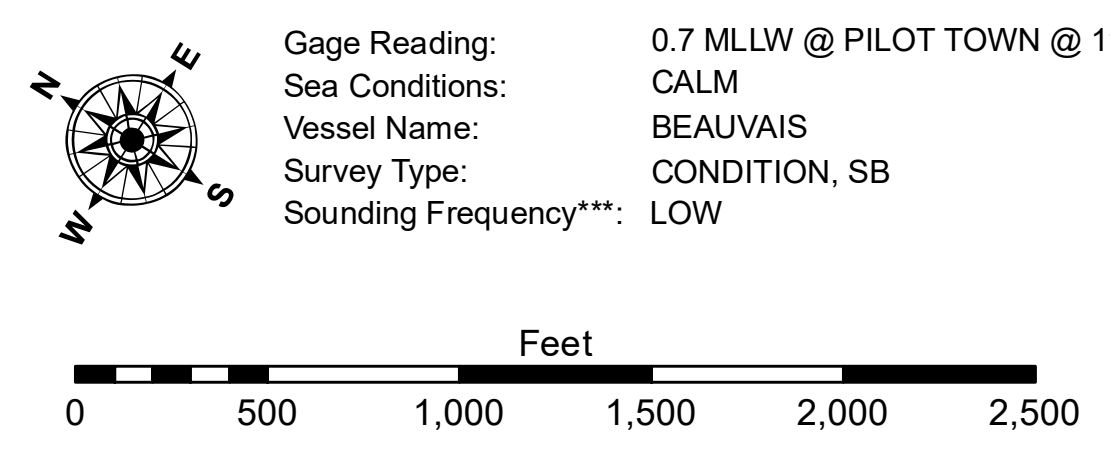 N
E
S
W
Gage Reading: 0.7 MLLW @ PILOT TOWN @ 1
Sea Conditions: CALM
Vessel Name: BEAUVAIS
Survey Type: CONDITION, SB
Sounding Frequency***: LOW
Feet
0 500 1,000 1,500 2,000 2,500